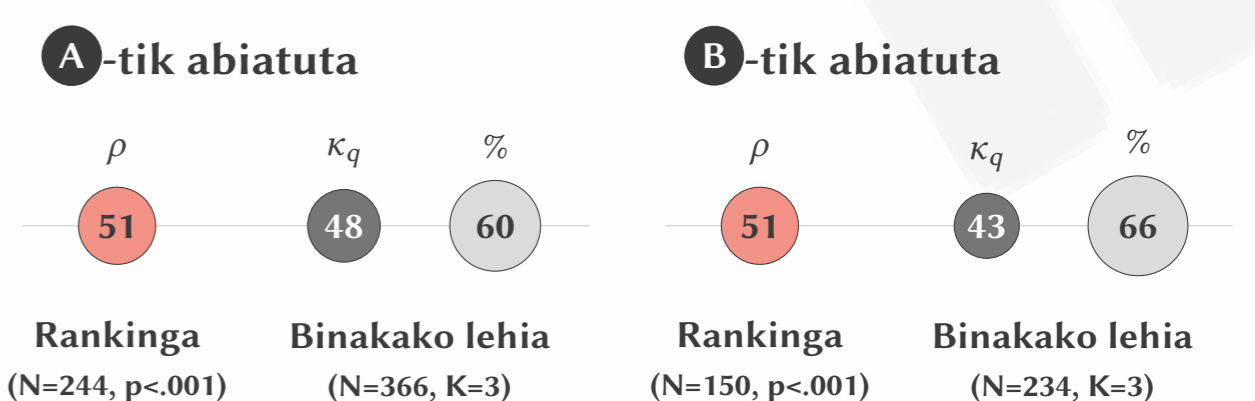 A-tik abiatuta
ρ κq %
51 48 60
Rankinga Binakako lehia
(N=244, p<.001) (N=366, K=3)
B-tik abiatuta
ρ κq %
51 43 66
Rankinga Binakako lehia
(N=150, p<.001) (N=234, K=3)